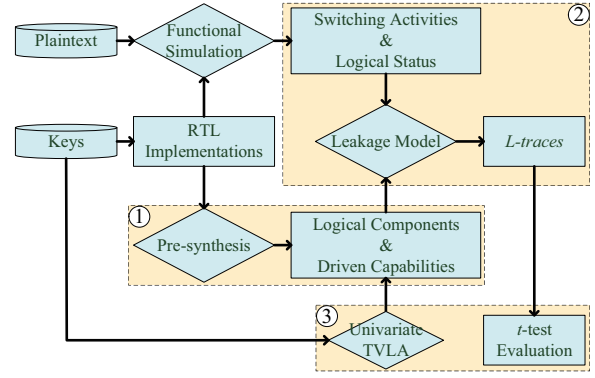 Plaintext
Functional
Simulation
Switching Activities
&
Logical Status
2
Keys
RTL
Implementations
Leakage Model
L-traces
1
Pre-synthesis
Logical Components
&
Driven Capabilities
3
Univariate
TVLA
t-test
Evaluation